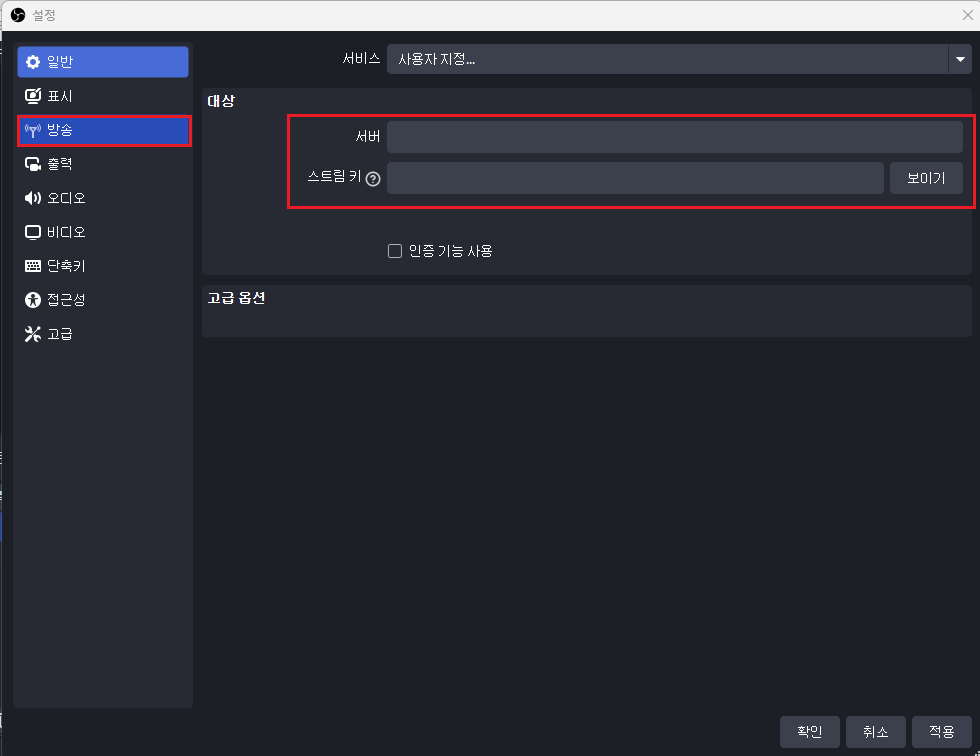 설정
일반
표시
방송
출력
오디오
비디오
단축키
접근성
고급
서비스 사용자 지정...
대상
서버
스트림 키 보이기
인증 기능 사용
고급 옵션
확인 취소 적용